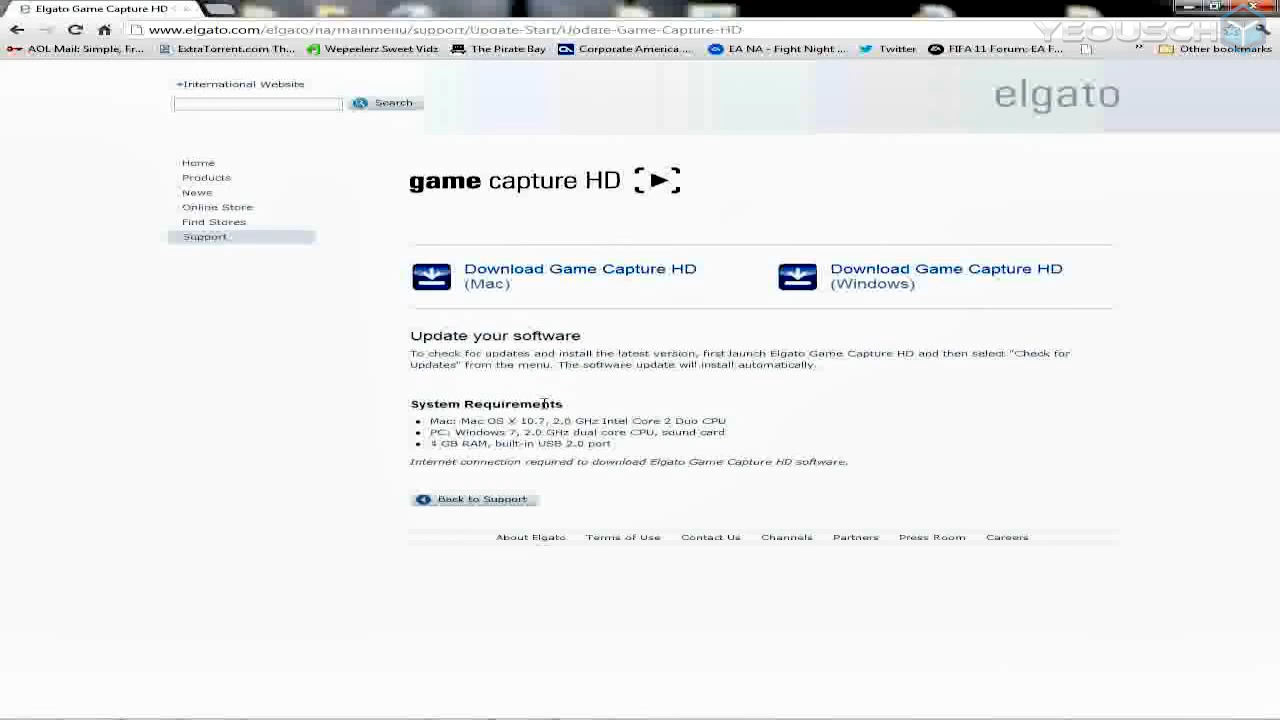 Elgato Game Capture HD
www.elgato.com/elgato/na/mainmenu/support/Update-Start/Update-Game-Capture-HD
YEOUSCH
AOL Mail: Simple, Fr... ExtraTorrent.com Th... Wepeelerz Sweet Vidz The Pirate Bay Corporate America ... EA NA - Fight Night ... Twitter FIFA 11 Forum: EA F... » Other bookmarks
International Website
elgato
Search
Home
Products
News
Online Store
Find Stores
Support
game capture HD
Download Game Capture HD
(Mac)
Download Game Capture HD
(Windows)
Update your software
To check for updates and install the latest version, first launch Elgato Game Capture HD and then select "Check for
Updates" from the menu. The software update will install automatically.
System Requirements
• Mac: Mac OS X 10.7, 2.0 GHz Intel Core 2 Duo CPU
• PC: Windows 7, 2.0 GHz dual core CPU, sound card
• 4 GB RAM, built-in USB 2.0 port
Internet connection required to download Elgato Game Capture HD software.
Back to Support
About Elgato Terms of Use Contact Us Channels Partners Press Room Careers